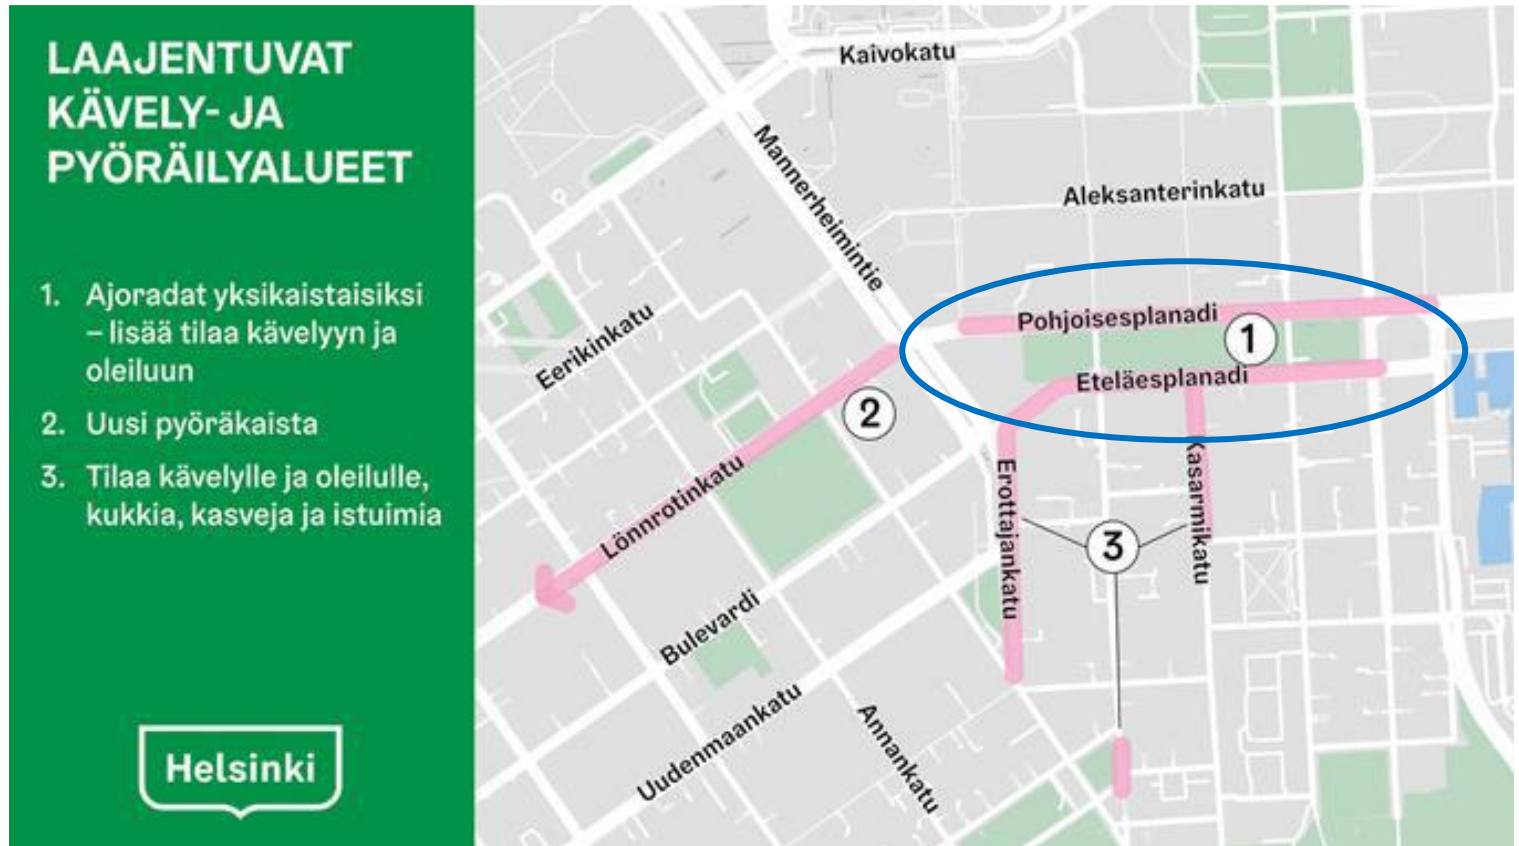 LAAJENTUVAT
KÄVELY- JA
PYÖRÄILYALUEET
1. Ajoradat yksikaistaisiksi
– lisää tilaa kävelyyn ja
oleiluun
2. Uusi pyöräkaista
3. Tilaa kävelylle ja oleilulle,
kukkia, kasveja ja istuimia
Helsinki
Kaivokatu
Mannerheimintie
Aleksanterinkatu
Pohjoisesplanadi
1
Eteläesplanadi
Eerikinkatu
2
Lönnrotinkatu
Erottajankatu
3
Kasarmikatu
Bulevardi
Uudenmaankatu
Annankatu